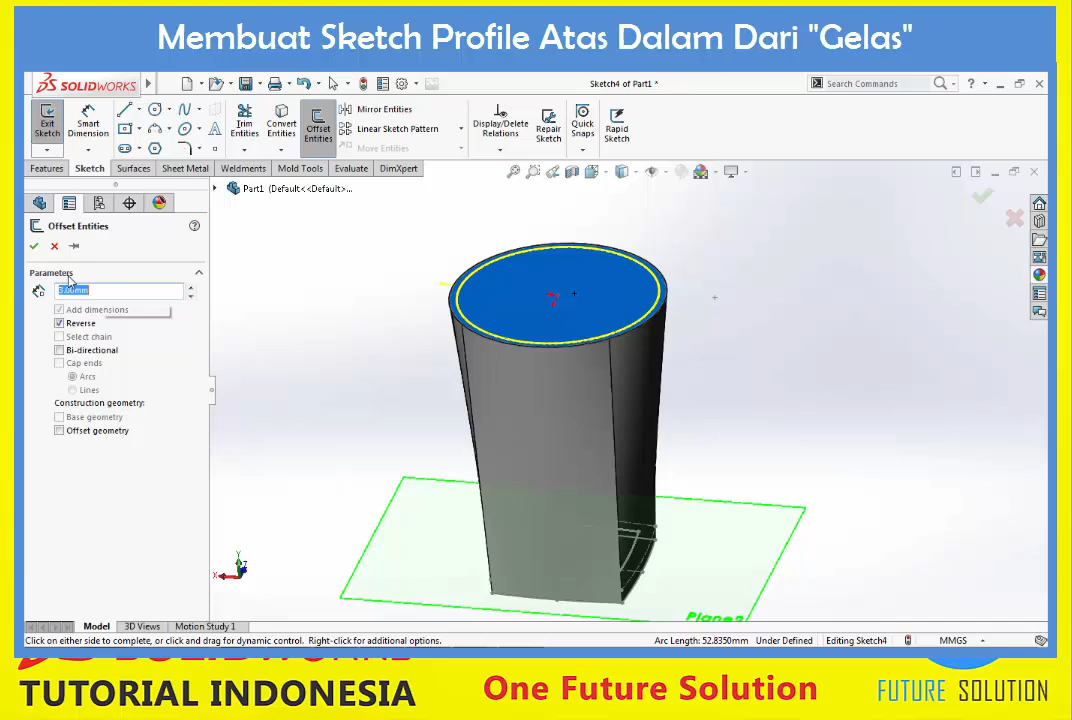 Membuat Sketch Profile Atas Dalam Dari "Gelas"
SOLIDWORKS
Sketch4 of Part1 *
Search Commands
Exit Sketch
Smart Dimension
Trim Entities
Convert Entities
Offset Entities
Mirror Entities
Linear Sketch Pattern
Move Entities
Display/Delete Relations
Repair Sketch
Quick Snaps
Rapid Sketch
Features
Sketch
Surfaces
Sheet Metal
Weldments
Mold Tools
Evaluate
DimXpert
Part1 (Default<<Default>...
Offset Entities
Parameters
3.00mm
Add dimensions
Reverse
Select chain
Bi-directional
Cap ends
Arcs
Lines
Construction geometry:
Base geometry
Offset geometry
Y
Z
X
Model
3D Views
Motion Study 1
Click on either side to complete, or click and drag for dynamic control. Right-click for additional options.
Arc Length: 52.8350mm
Under Defined
Editing Sketch4
MMGS
TUTORIAL INDONESIA
One Future Solution
FUTURE SOLUTION